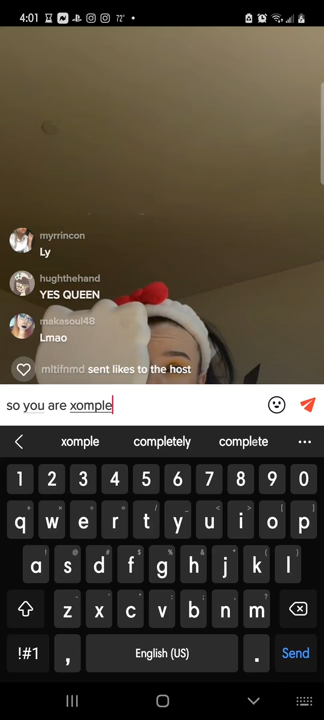 4:01 72°
myrrincon
Ly
hughthehand
YES QUEEN
makasoul48
Lmao
mltifnmd sent likes to the host
so you are xomple
xomple completely complete
1 2 3 4 5 6 7 8 9 0
q w e r t y u i o p
a s d f g h j k l
z x c v b n m
!#1 , English (US) . Send